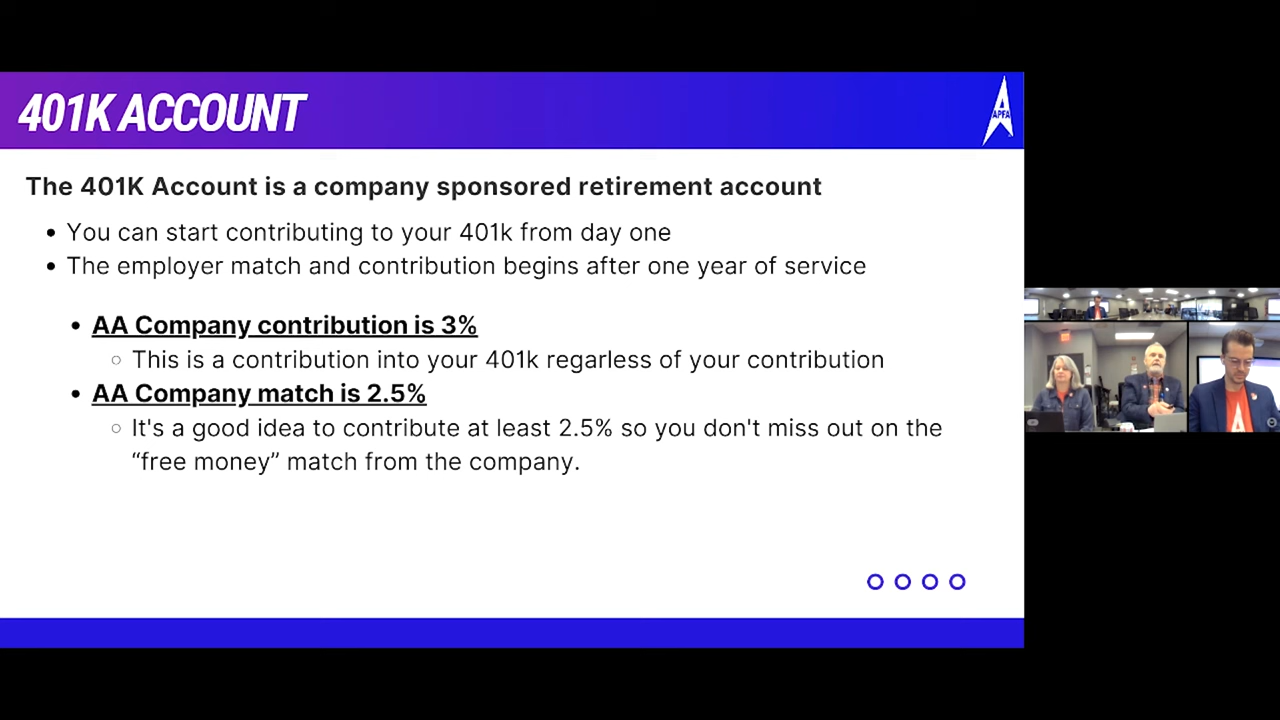 401K ACCOUNT
APFA
The 401K Account is a company sponsored retirement account
You can start contributing to your 401k from day one
The employer match and contribution begins after one year of service
AA Company contribution is 3%
This is a contribution into your 401k regarless of your contribution
AA Company match is 2.5%
It's a good idea to contribute at least 2.5% so you don't miss out on the
“free money” match from the company.